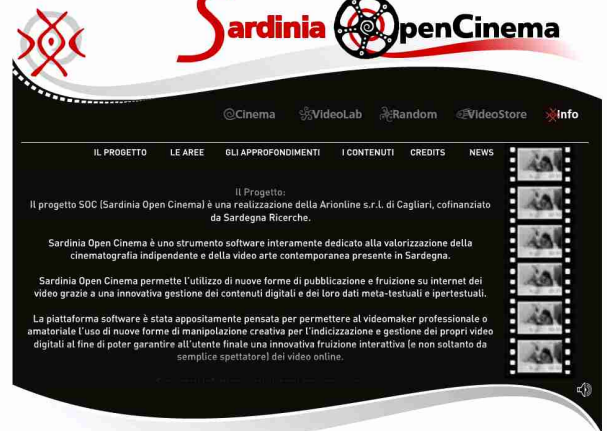 Sardinia OpenCinema
@Cinema VideoLab Random VideoStore info
IL PROGETTO LE AREE GLI APPROFONDIMENTI I CONTENUTI CREDITS NEWS
Il Progetto:
Il progetto SOC (Sardinia Open Cinema) è una realizzazione della Arionline s.r.l. di Cagliari, cofinanziato
da Sardegna Ricerche.
Sardinia Open Cinema è uno strumento software interamente dedicato alla valorizzazione della
cinematografia indipendente e della video arte contemporanea presente in Sardegna.
Sardinia Open Cinema permette l'utilizzo di nuove forme di pubblicazione e fruizione su internet dei
video grazie a una innovativa gestione dei contenuti digitali e dei loro dati meta-testuali e ipertestuali.
La piattaforma software è stata appositamente pensata per permettere al videomaker professionale o
amatoriale l'uso di nuove forme di manipolazione creativa per l'indicizzazione e gestione dei propri video
digitali al fine di poter garantire all'utente finale una innovativa fruizione interattiva (e non soltanto da
semplice spettatore) dei video online.